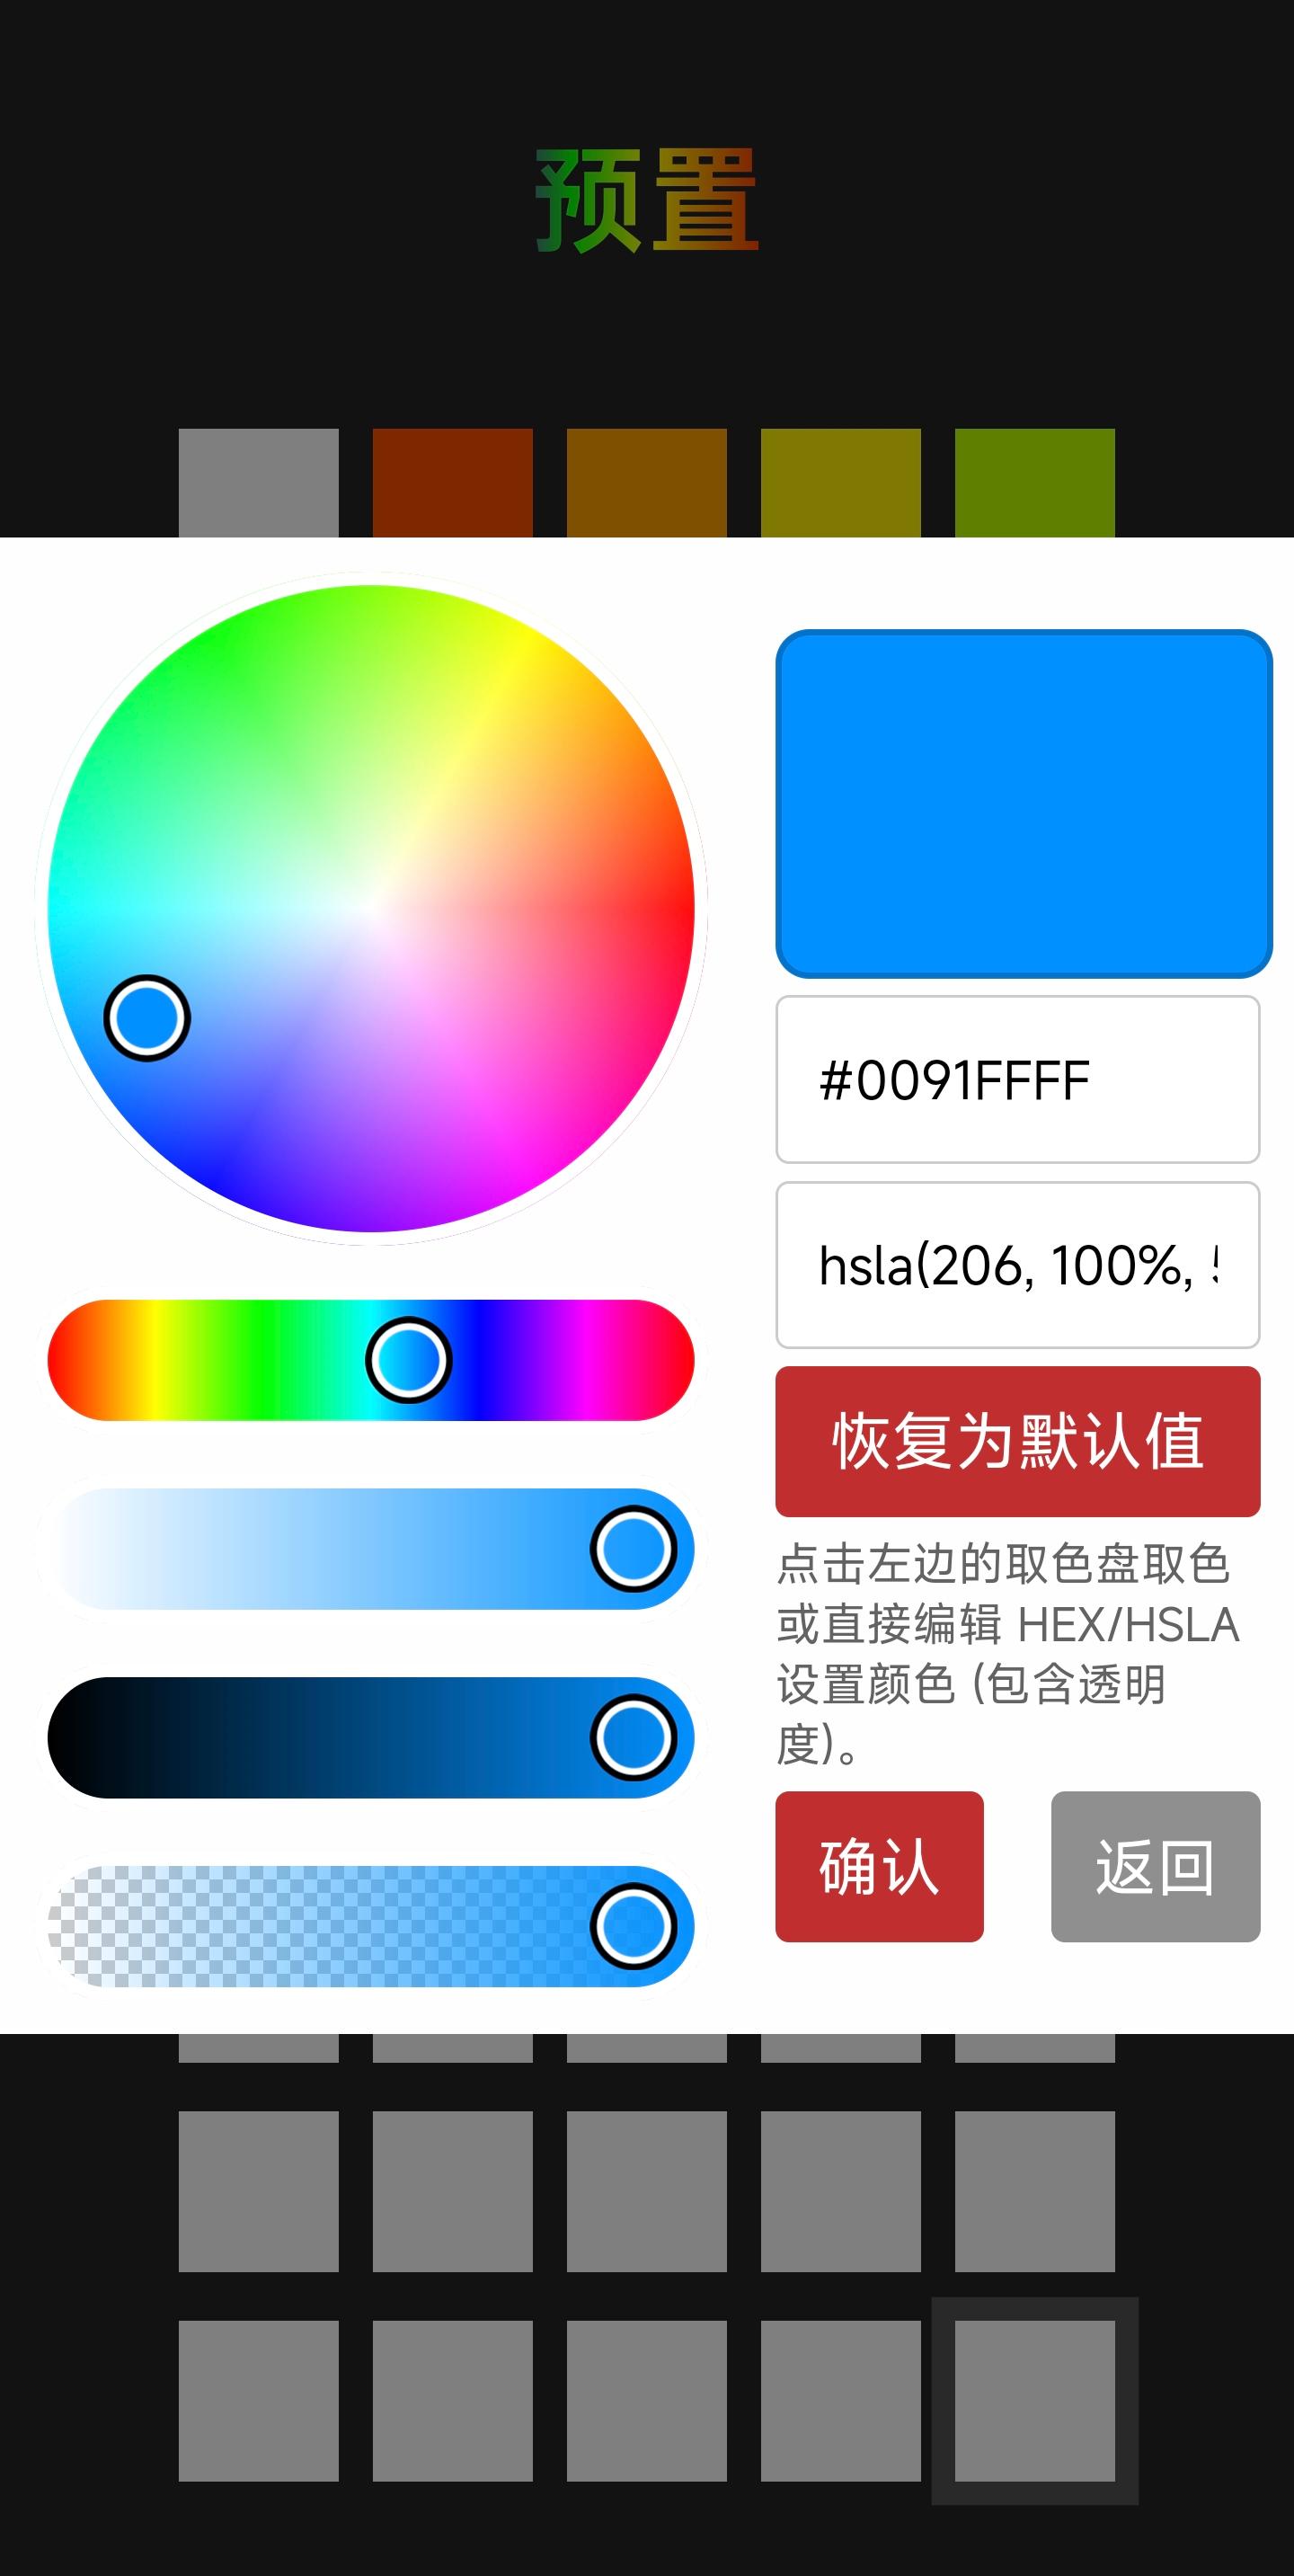 预置
#0091FFFF
hsla(206, 100%,
恢复为默认值
点击左边的取色盘取色
或直接编辑 HEX/HSLA
设置颜色 (包含透明
度)。
确认
返回